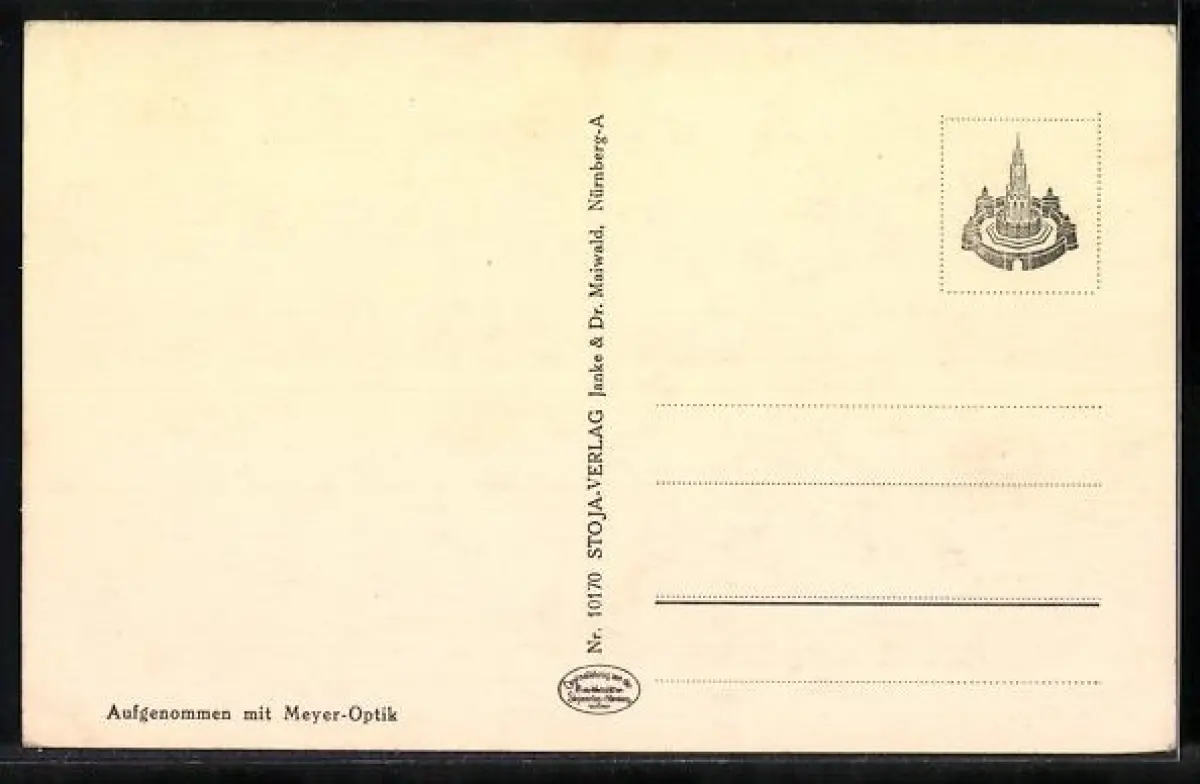 Nr. 10170 STOJA-VERLAG Janke & Dr. Maiwald, Nürnberg-A
Aufgenommen mit Meyer-Optik